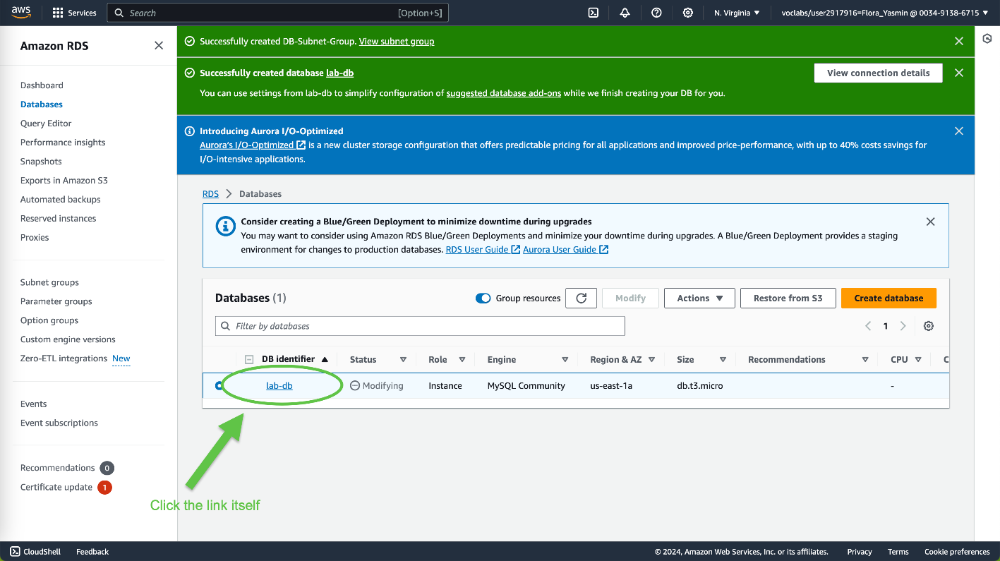 aws
Services
Search
[Option+S]
N. Virginia
voclabs/user2917916=Flora_Yasmin @ 0034-9138-6715
Amazon RDS
Dashboard
Databases
Query Editor
Performance insights
Snapshots
Exports in Amazon S3
Automated backups
Reserved instances
Proxies
Subnet groups
Parameter groups
Option groups
Custom engine versions
Zero-ETL integrations New
Events
Event subscriptions
Recommendations 0
Certificate update 1
Successfully created DB-Subnet-Group. View subnet group
Successfully created database lab-db
View connection details
You can use settings from lab-db to simplify configuration of suggested database add-ons while we finish creating your DB for you.
Introducing Aurora I/O-Optimized
Aurora's I/O-Optimized is a new cluster storage configuration that offers predictable pricing for all applications and improved price-performance, with up to 40% costs savings for
I/O-intensive applications.
RDS > Databases
Consider creating a Blue/Green Deployment to minimize downtime during upgrades
You may want to consider using Amazon RDS Blue/Green Deployments and minimize your downtime during upgrades. A Blue/Green Deployment provides a staging
environment for changes to production databases. RDS User Guide Aurora User Guide
Databases (1)
Group resources
Modify
Actions
Restore from S3
Create database
Filter by databases
1
DB identifier Status Role Engine Region & AZ Size Recommendations CPU C
lab-db Modifying Instance MySQL Community us-east-1a db.t3.micro -
Click the link itself
CloudShell Feedback
© 2024, Amazon Web Services, Inc. or its affiliates. Privacy Terms Cookie preferences